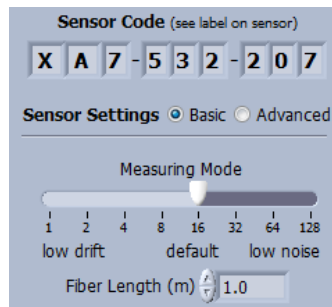 Sensor Code (see label on sensor)
X A 7 - 5 3 2 - 2 0 7
Sensor Settings Basic Advanced
Measuring Mode
1 2 4 8 16 32 64 128
low drift default low noise
Fiber Length (m) 1.0